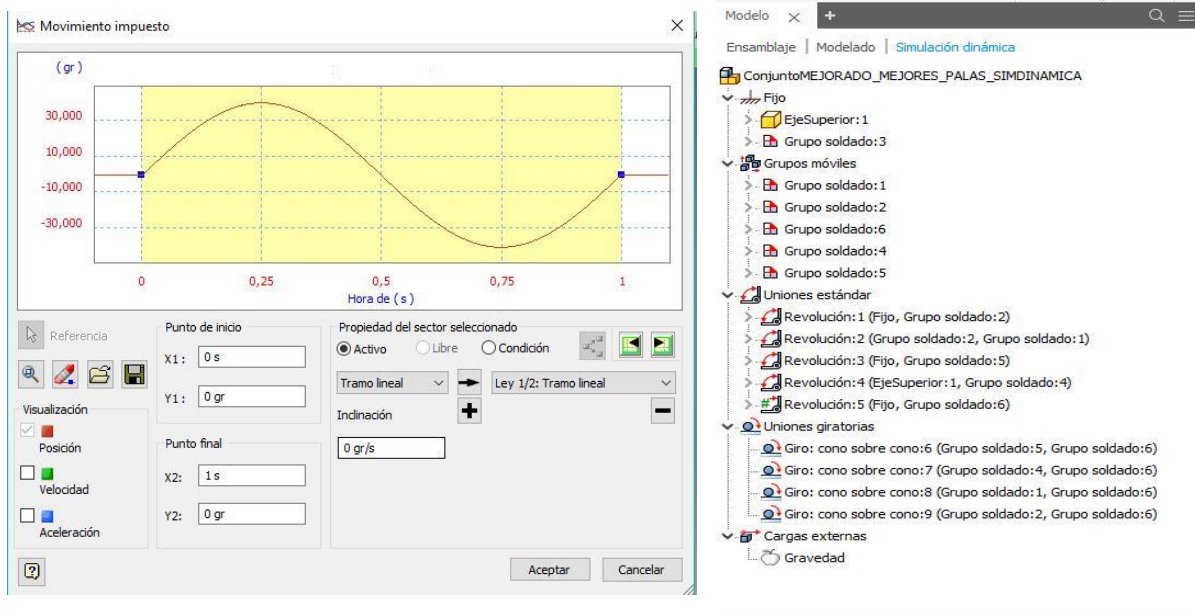 Movimiento impuesto
( gr )
30,000
10,000
-10,000
-30,000
0
0,25
0,5
0,75
1
Hora de ( s )
Referencia
Visualización
Posición
Velocidad
Aceleración
Punto de inicio
X1 : 0 s
Y1 : 0 gr
Punto final
X2: 1 s
Y2: 0 gr
Propiedad del sector seleccionado
Activo Libre Condición
Tramo lineal Ley 1/2: Tramo lineal
Inclinación
0 gr/s
? Aceptar Cancelar
Modelo × +
Ensamblaje | Modelado | Simulación dinámica
ConjuntoMEJORADO_MEJORES_PALAS_SIMDINAMICA
Fijo
EjeSuperior:1
Grupo soldado:3
Grupos móviles
Grupo soldado:1
Grupo soldado:2
Grupo soldado:6
Grupo soldado:4
Grupo soldado:5
Uniones estándar
Revolución:1 (Fijo, Grupo soldado:2)
Revolución:2 (Grupo soldado:2, Grupo soldado:1)
Revolución:3 (Fijo, Grupo soldado:5)
Revolución:4 (EjeSuperior:1, Grupo soldado:4)
# Revolución:5 (Fijo, Grupo soldado:6)
Uniones giratorias
Giro: cono sobre cono:6 (Grupo soldado:5, Grupo soldado:6)
Giro: cono sobre cono:7 (Grupo soldado:4, Grupo soldado:6)
Giro: cono sobre cono:8 (Grupo soldado:1, Grupo soldado:6)
Giro: cono sobre cono:9 (Grupo soldado:2, Grupo soldado:6)
Cargas externas
Gravedad